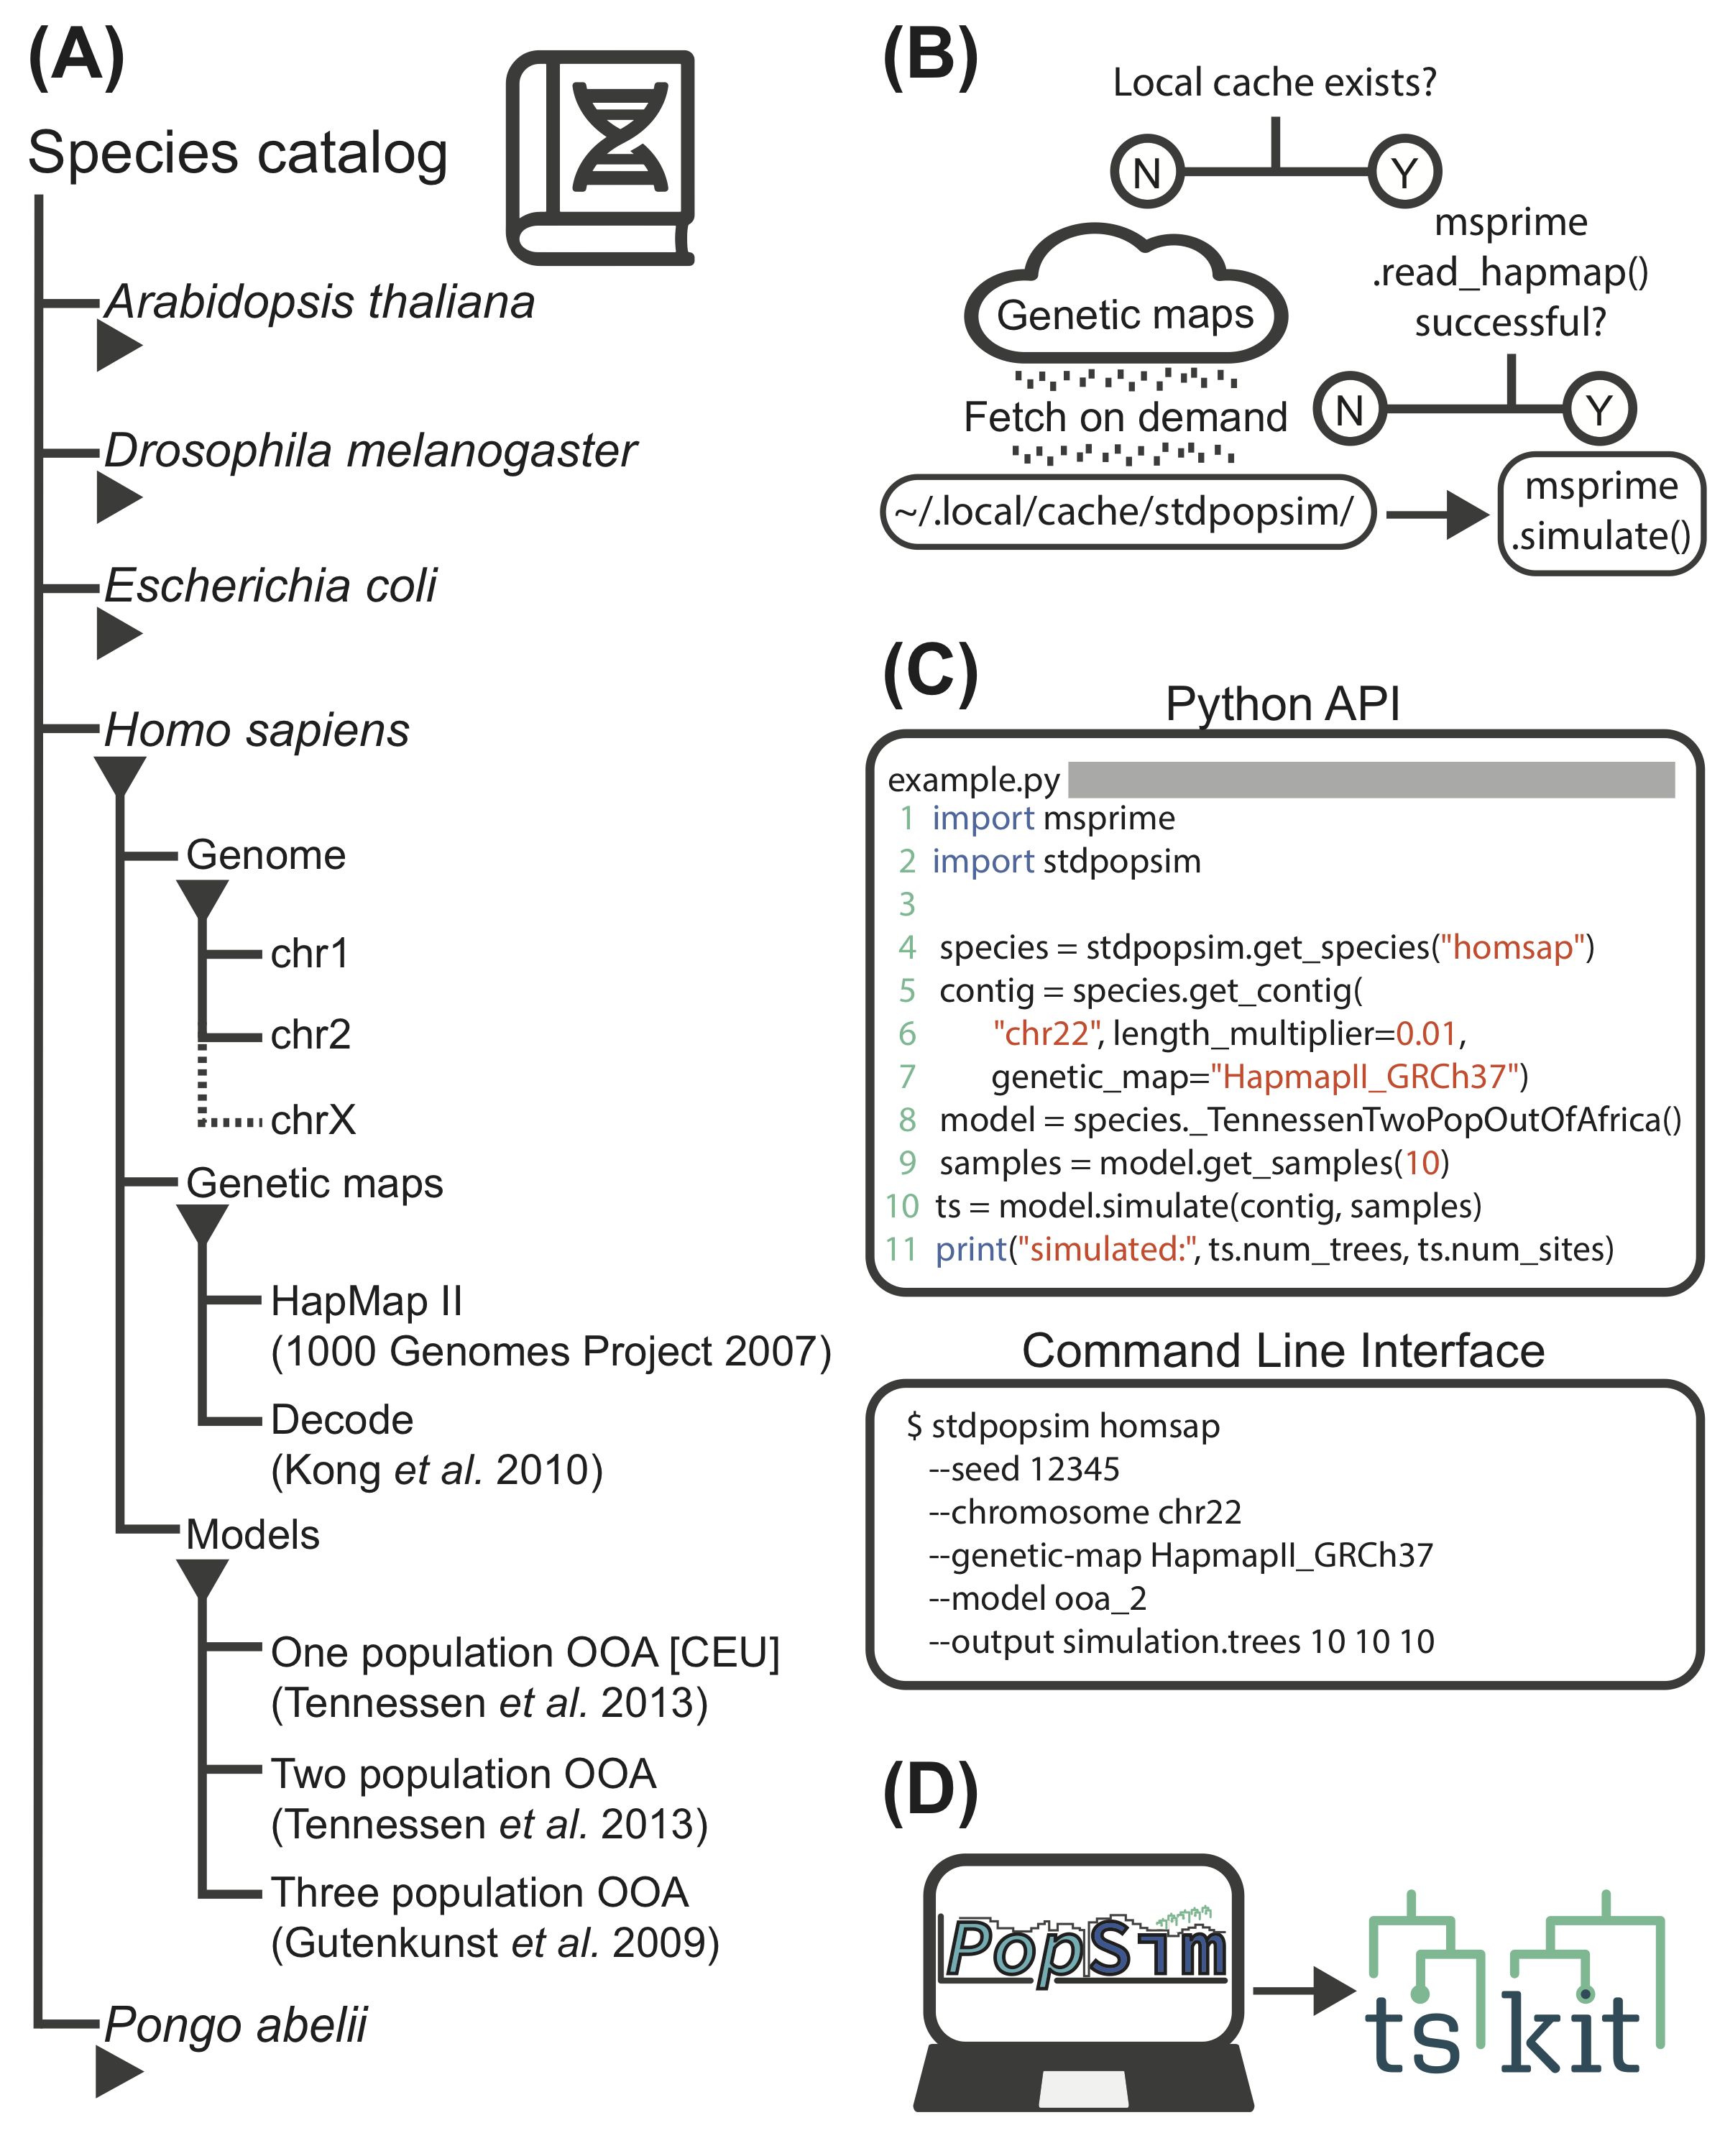 (A)
Species catalog
Arabidopsis thaliana
Drosophila melanogaster
Escherichia coli
Homo sapiens
Genome
chr1
chr2
chrX
Genetic maps
HapMap II
(1000 Genomes Project 2007)
Decode
(Kong et al. 2010)
Models
One population OOA [CEU]
(Tennessen et al. 2013)
Two population OOA
(Tennessen et al. 2013)
Three population OOA
(Gutenkunst et al. 2009)
Pongo abelii
(B)
Local cache exists?
N Y
msprime
.read_hapmap()
successful?
N Y
Genetic maps
Fetch on demand
~/.local/cache/stdpopsim/
msprime
.simulate()
(C)
Python API
example.py
1 import msprime
2 import stdpopsim
3
4 species = stdpopsim.get_species("homsap")
5 contig = species.get_contig(
6 "chr22", length_multiplier=0.01,
7 genetic_map="HapmapII_GRCh37")
8 model = species._TennessenTwoPopOutOfAfrica()
9 samples = model.get_samples(10)
10 ts = model.simulate(contig, samples)
11 print("simulated:", ts.num_trees, ts.num_sites)
Command Line Interface
$ stdpopsim homsap
--seed 12345
--chromosome chr22
--genetic-map HapmapII_GRCh37
--model ooa_2
--output simulation.trees 10 10 10
(D)
PopSim
ts kit